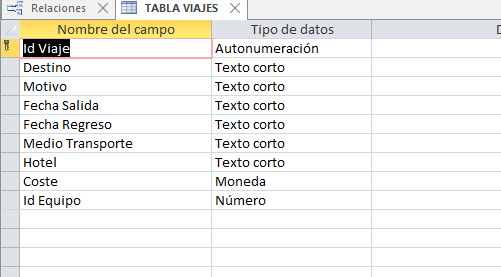 Relaciones TABLA VIAJES
Nombre del campo Tipo de datos D
Id Viaje Autonumeración
Destino Texto corto
Motivo Texto corto
Fecha Salida Texto corto
Fecha Regreso Texto corto
Medio Transporte Texto corto
Hotel Texto corto
Coste Moneda
Id Equipo Número